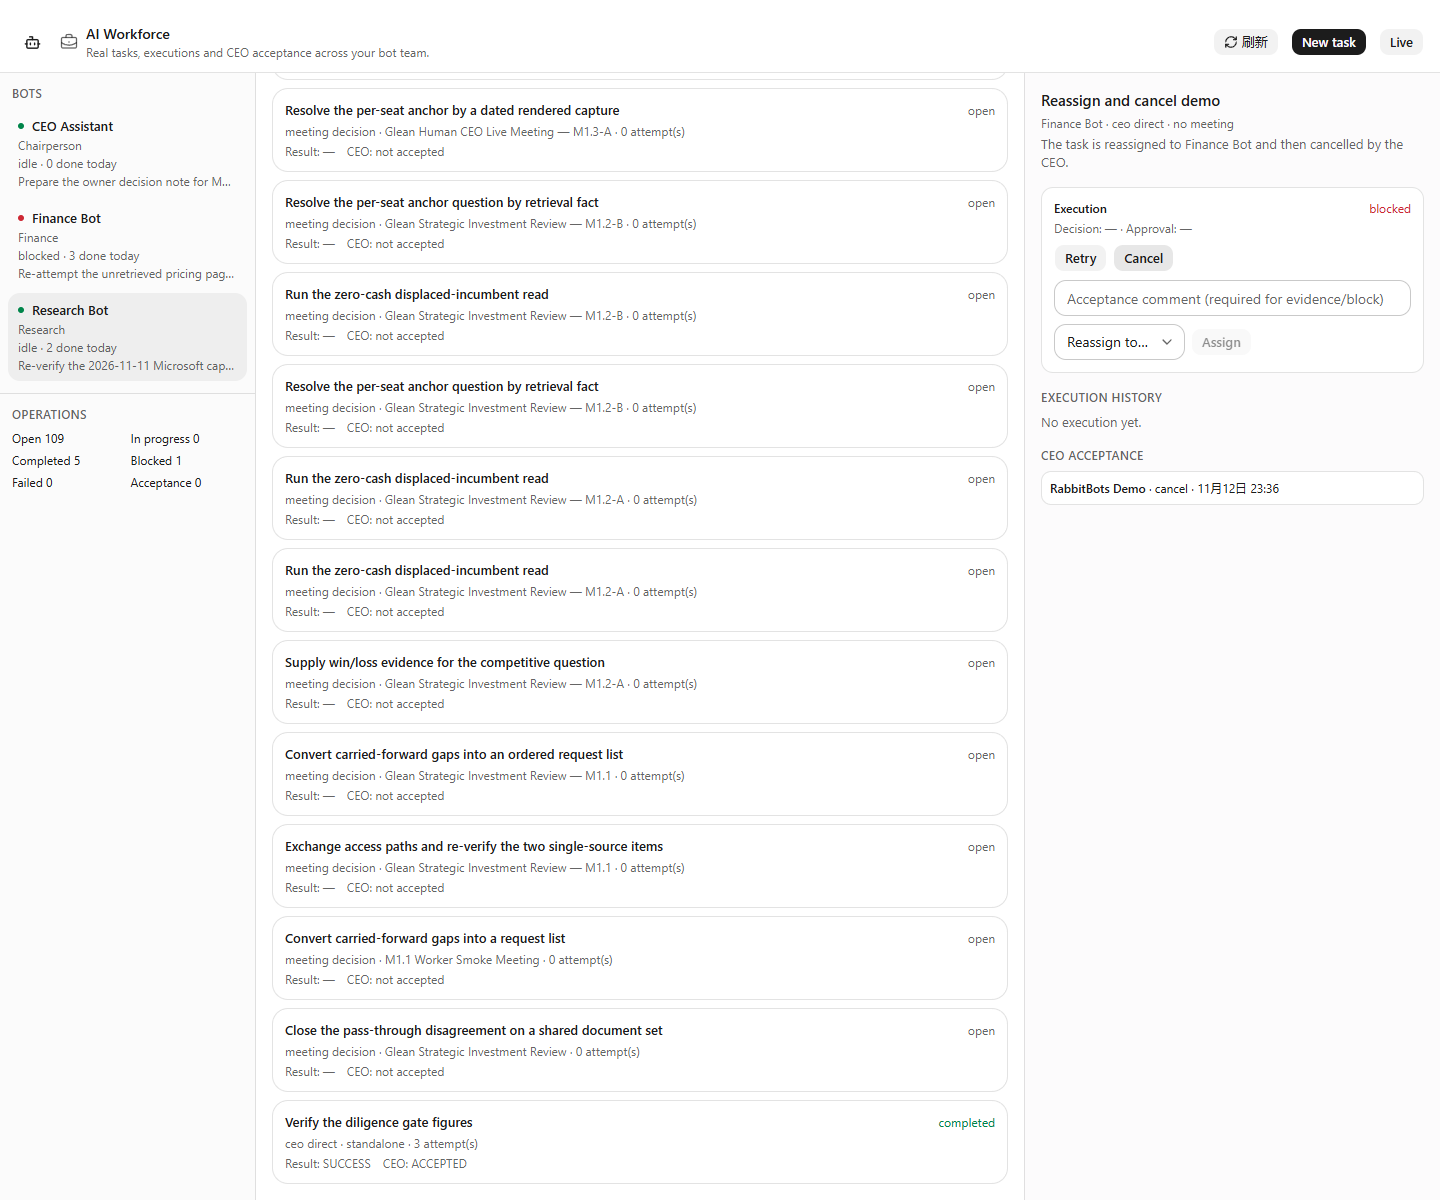 AI Workforce
Real tasks, executions and CEO acceptance across your bot team.
刷新
New task
Live
BOTS
CEO Assistant
Chairperson
idle · 0 done today
Prepare the owner decision note for M...
Finance Bot
Finance
blocked · 3 done today
Re-attempt the unretrieved pricing pag...
Research Bot
Research
idle · 2 done today
Re-verify the 2026-11-11 Microsoft cap...
OPERATIONS
Open 109
In progress 0
Completed 5
Blocked 1
Failed 0
Acceptance 0
Resolve the per-seat anchor by a dated rendered capture
open
meeting decision · Glean Human CEO Live Meeting — M1.3-A · 0 attempt(s)
Result: — CEO: not accepted
Resolve the per-seat anchor question by retrieval fact
open
meeting decision · Glean Strategic Investment Review — M1.2-B · 0 attempt(s)
Result: — CEO: not accepted
Run the zero-cash displaced-incumbent read
open
meeting decision · Glean Strategic Investment Review — M1.2-B · 0 attempt(s)
Result: — CEO: not accepted
Resolve the per-seat anchor question by retrieval fact
open
meeting decision · Glean Strategic Investment Review — M1.2-B · 0 attempt(s)
Result: — CEO: not accepted
Run the zero-cash displaced-incumbent read
open
meeting decision · Glean Strategic Investment Review — M1.2-A · 0 attempt(s)
Result: — CEO: not accepted
Run the zero-cash displaced-incumbent read
open
meeting decision · Glean Strategic Investment Review — M1.2-A · 0 attempt(s)
Result: — CEO: not accepted
Supply win/loss evidence for the competitive question
open
meeting decision · Glean Strategic Investment Review — M1.2-A · 0 attempt(s)
Result: — CEO: not accepted
Convert carried-forward gaps into an ordered request list
open
meeting decision · Glean Strategic Investment Review — M1.1 · 0 attempt(s)
Result: — CEO: not accepted
Exchange access paths and re-verify the two single-source items
open
meeting decision · Glean Strategic Investment Review — M1.1 · 0 attempt(s)
Result: — CEO: not accepted
Convert carried-forward gaps into a request list
open
meeting decision · M1.1 Worker Smoke Meeting · 0 attempt(s)
Result: — CEO: not accepted
Close the pass-through disagreement on a shared document set
open
meeting decision · Glean Strategic Investment Review · 0 attempt(s)
Result: — CEO: not accepted
Verify the diligence gate figures
completed
ceo direct · standalone · 3 attempt(s)
Result: SUCCESS CEO: ACCEPTED
Reassign and cancel demo
Finance Bot · ceo direct · no meeting
The task is reassigned to Finance Bot and then cancelled by the
CEO.
Execution
blocked
Decision: — · Approval: —
Retry
Cancel
Acceptance comment (required for evidence/block)
Reassign to...
Assign
EXECUTION HISTORY
No execution yet.
CEO ACCEPTANCE
RabbitBots Demo · cancel · 11月12日 23:36